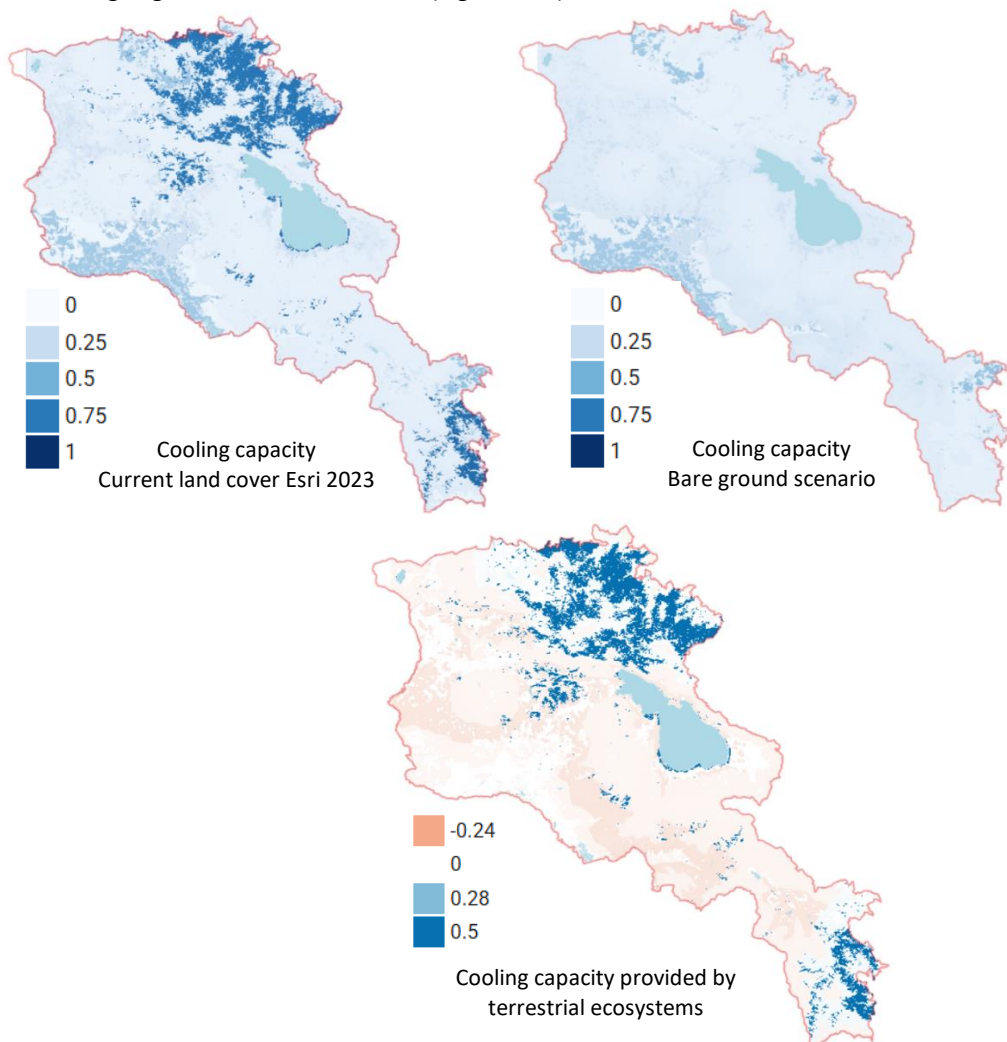 0
0.25
0.5
0.75
1
Cooling capacity
Current land cover Esri 2023
0
0.25
0.5
0.75
1
Cooling capacity
Bare ground scenario
-0.24
0
0.28
0.5
Cooling capacity provided by
terrestrial ecosystems